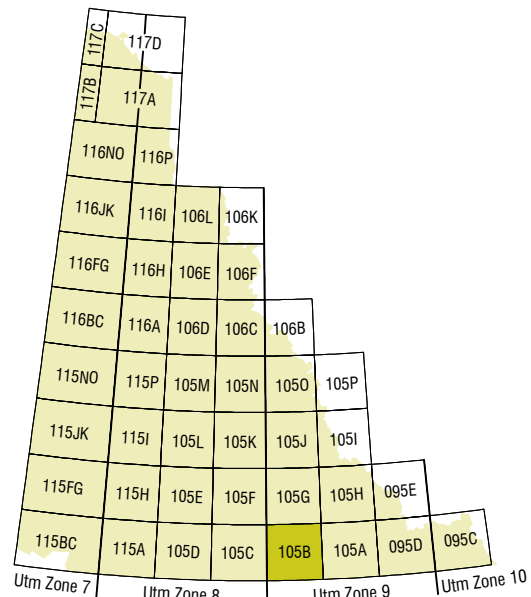 117C 117D
117B 117A
116NO 116P
116JK 116I 106L 106K
116FG 116H 106E 106F
116BC 116A 106D 106C 106B
115NO 115P 105M 105N 105O 105P
115JK 115I 105L 105K 105J 105I
115FG 115H 105E 105F 105G 105H 095E
115BC 115A 105D 105C 105B 105A 095D 095C
Utm Zone 7 Utm Zone 8 Utm Zone 9 Utm Zone 10